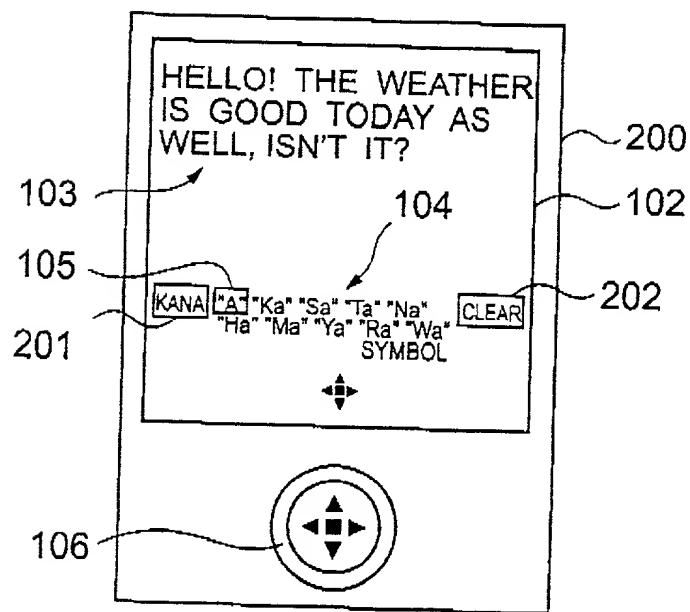 HELLO! THE WEATHER
IS GOOD TODAY AS
WELL, ISN'T IT?
200
102
103
104
105
202
KANA "A" "Ka" "Sa" "Ta" "Na" CLEAR
201
"Ha" "Ma" "Ya" "Ra" "Wa"
SYMBOL
106